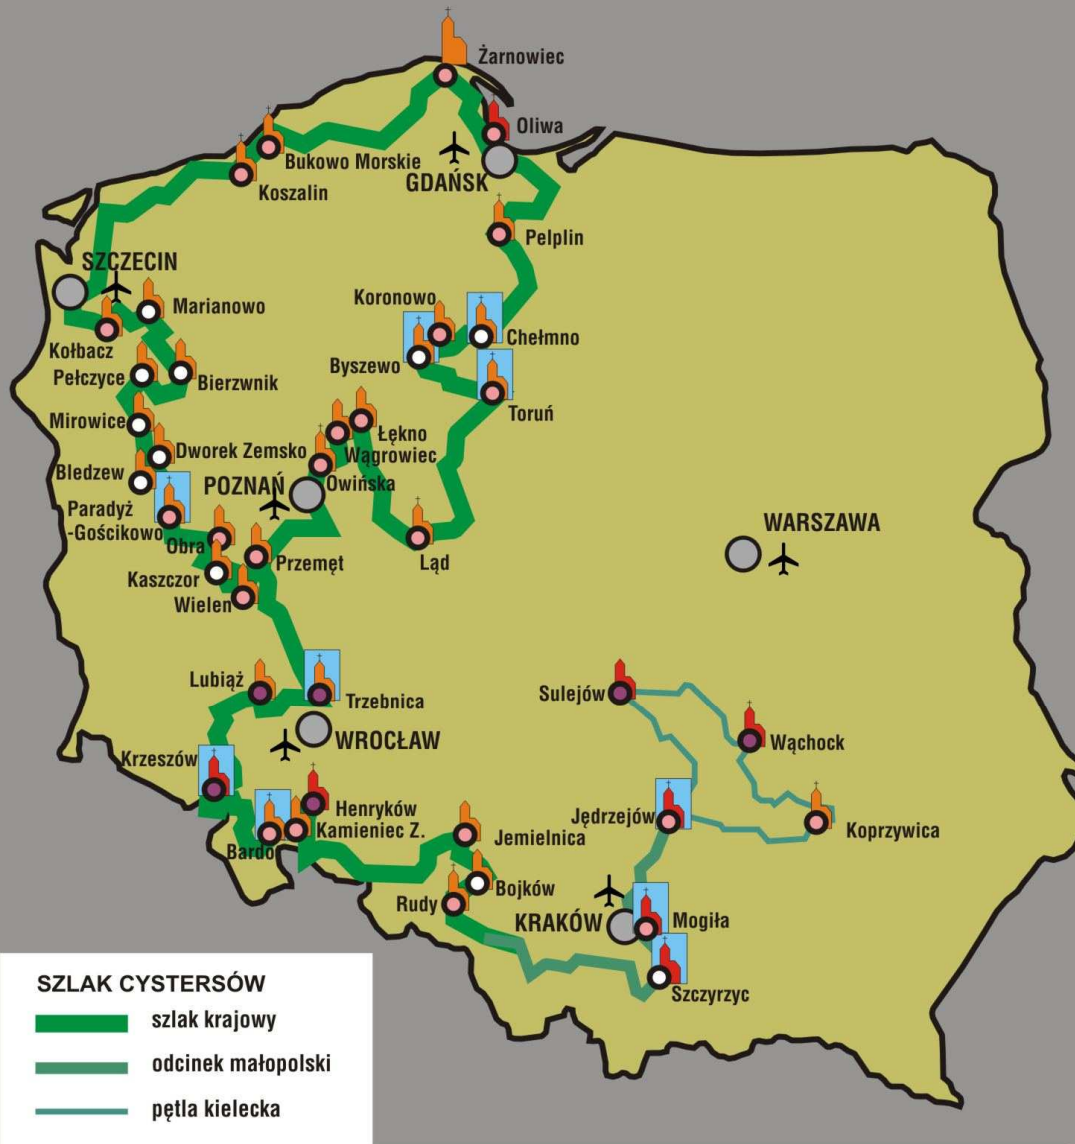 Żarnowiec
Oliwa
Bukowo Morskie
GDAŃSK
Koszalin
Pelplin
SZCZECIN
Marianowo
Koronowo
Chełmno
Kołbacz
Byszewo
Pełczyce
Bierzwnik
Toruń
Mirowice
Łękno
Dworek Zemsko
Wągrowiec
Bledzew
Owińska
POZNAŃ
Paradyż
-Gościkowo
WARSZAWA
Obra
Przemęt
Ląd
Kaszczor
Wielen
Lubiąż
Trzebnica
Sulejów
WROCŁAW
Wąchock
Krzeszów
Henryków
Jędrzejów
Kamieniec Z.
Koprzywica
Bardo
Jemielnica
Bojków
Rudy
KRAKÓW
Mogiła
Szczyrzyc
SZLAK CYSTERSÓW
szlak krajowy
odcinek małopolski
pętla kielecka